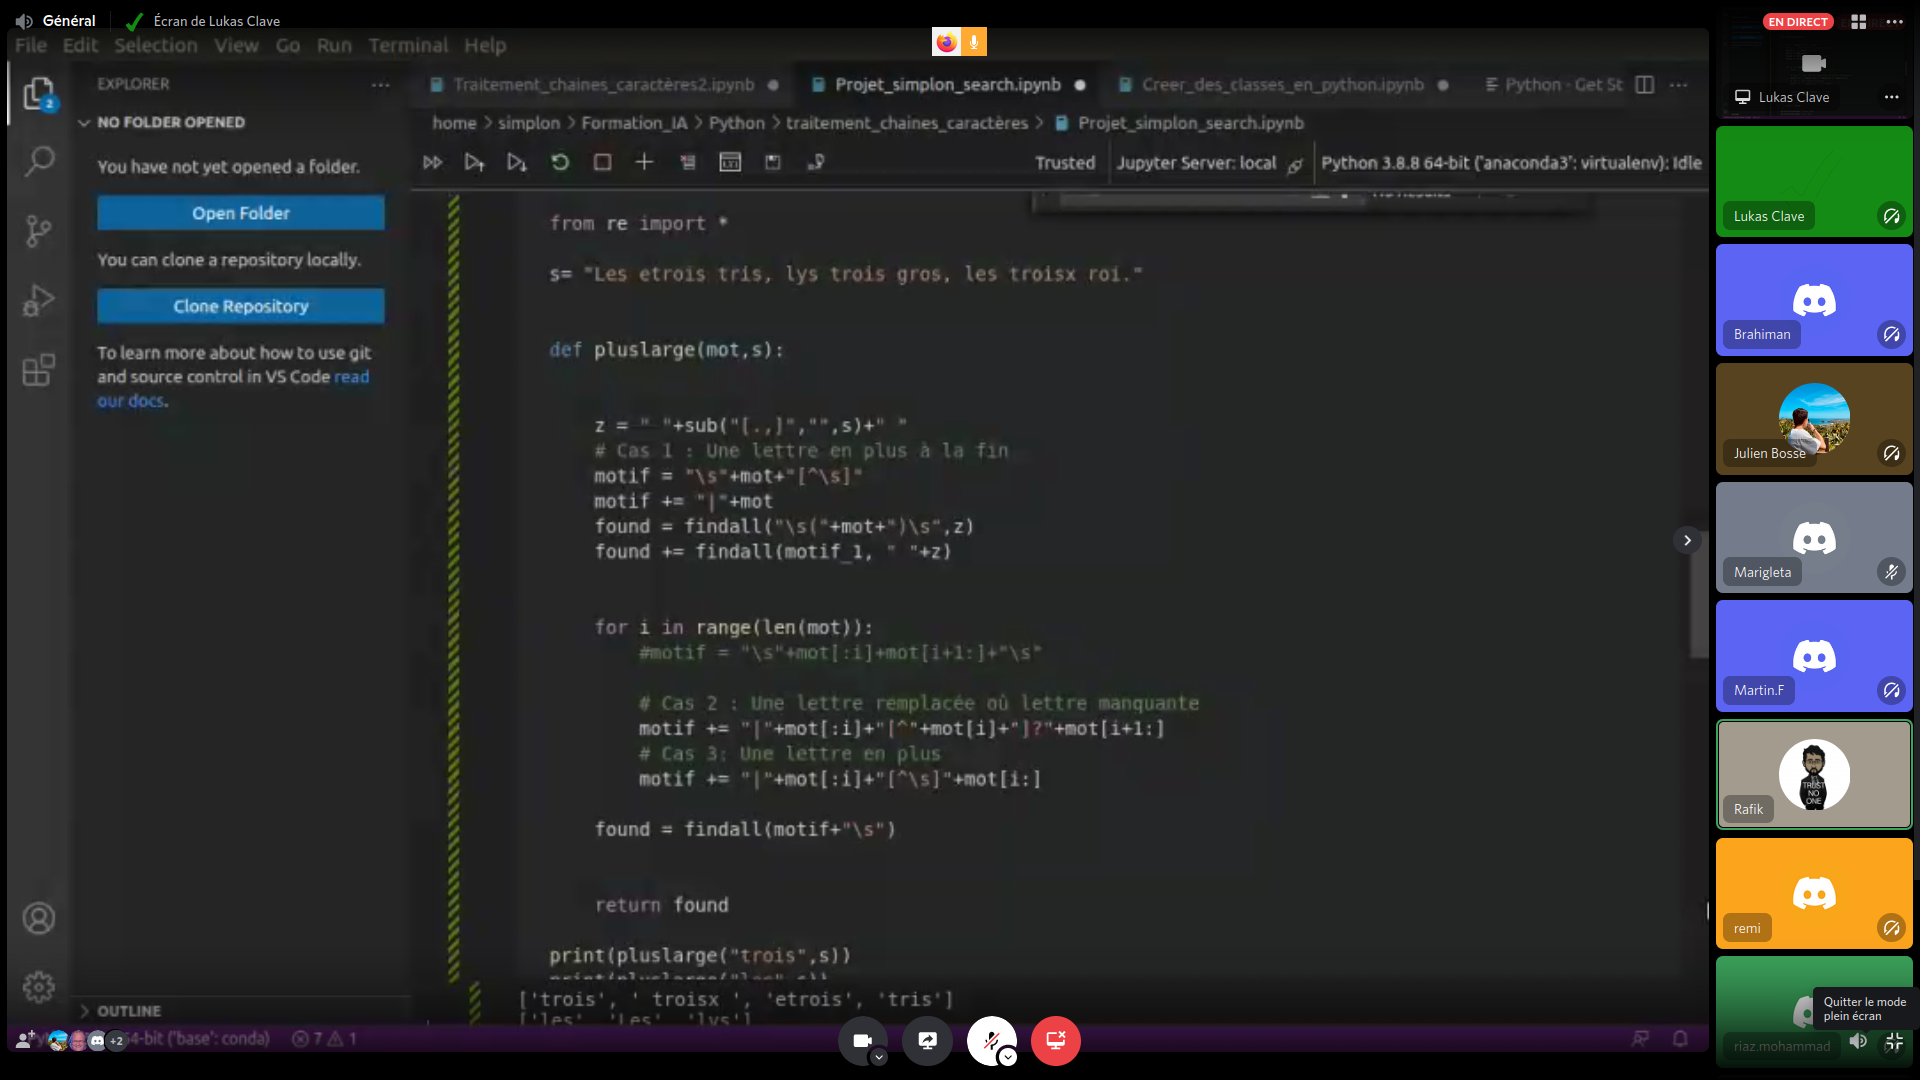 Général
Écran de Lukas Clave
EN DIRECT
File Edit Selection View Go Run Terminal Help
Lukas Clave
EXPLORER
Traitement_chaines_caractères2.ipynb
Projet_simplon_search.ipynb
Creer_des_classes_en_python.ipynb
Python - Get St
2
NO FOLDER OPENED
home > simplon > Formation_IA > Python > traitement_chaines_caractères > Projet_simplon_search.ipynb
You have not yet opened a folder.
Trusted
Jupyter Server: local
Python 3.8.8 64-bit ('anaconda3': virtualenv): Idle
Open Folder
You can clone a repository locally.
Clone Repository
To learn more about how to use git
and source control in VS Code read
our docs.
from re import *
s= "Les etrois tris, lys trois gros, les troisx roi."
def pluslarge(mot,s):
z = " "+sub("[.,]","",s)+" "
# Cas 1 : Une lettre en plus à la fin
motif = "\s"+mot+"[^\s]"
motif += "|"+mot
found = findall("\s("+mot+")\s",z)
found += findall(motif_1, " "+z)
for i in range(len(mot)):
#motif = "\s"+mot[:i]+mot[i+1:]+"\s"
# Cas 2 : Une lettre remplacée où lettre manquante
motif += "|"+mot[:i]+"[^"+mot[i]+"]?"+mot[i+1:]
# Cas 3: Une lettre en plus
motif += "|"+mot[:i]+"[^\s]"+mot[i:]
found = findall(motif+"\s")
return found
print(pluslarge("trois",s))
['trois', ' troisx ', 'etrois', 'tris']
['les', 'Les', 'lys']
OUTLINE
+2
64-bit ('base': conda)
7
1
Lukas Clave
Brahiman
Julien Bosse
Marigleta
Martin.F
TRUST
NO
ONE
Rafik
remi
Quitter le mode
plein écran
riaz.mohammad